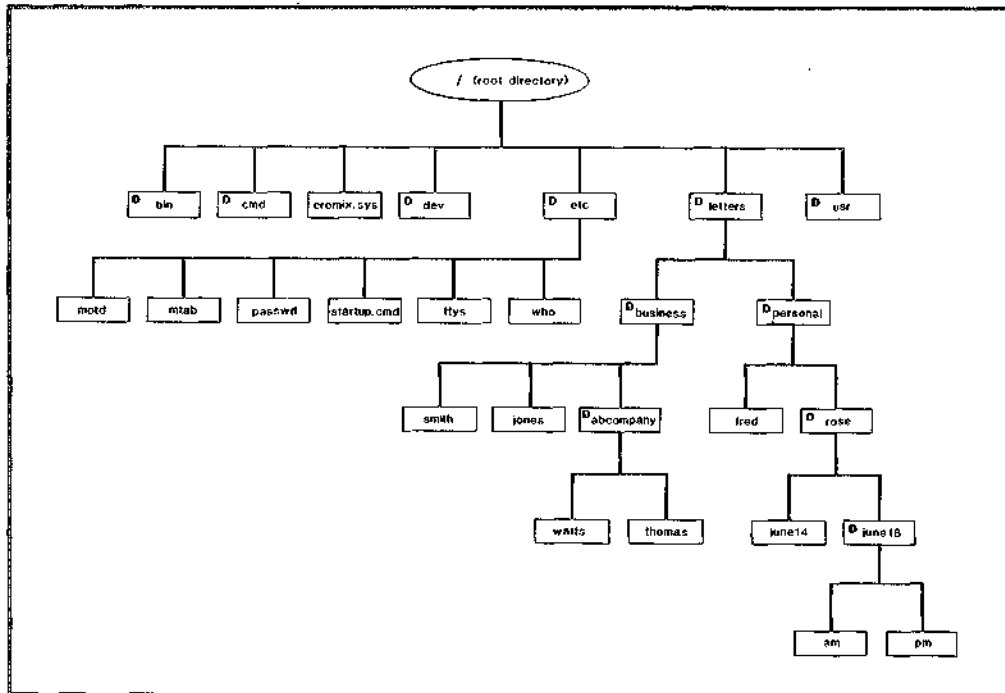 / (root directory)
D bin D cmd cromix.sys D dev D etc D letters D usr
motd mtab passwd startup.cmd ttys who D business D personal
smith jones D abcompany fred D rose
watts thomas june14 D june18
am pm